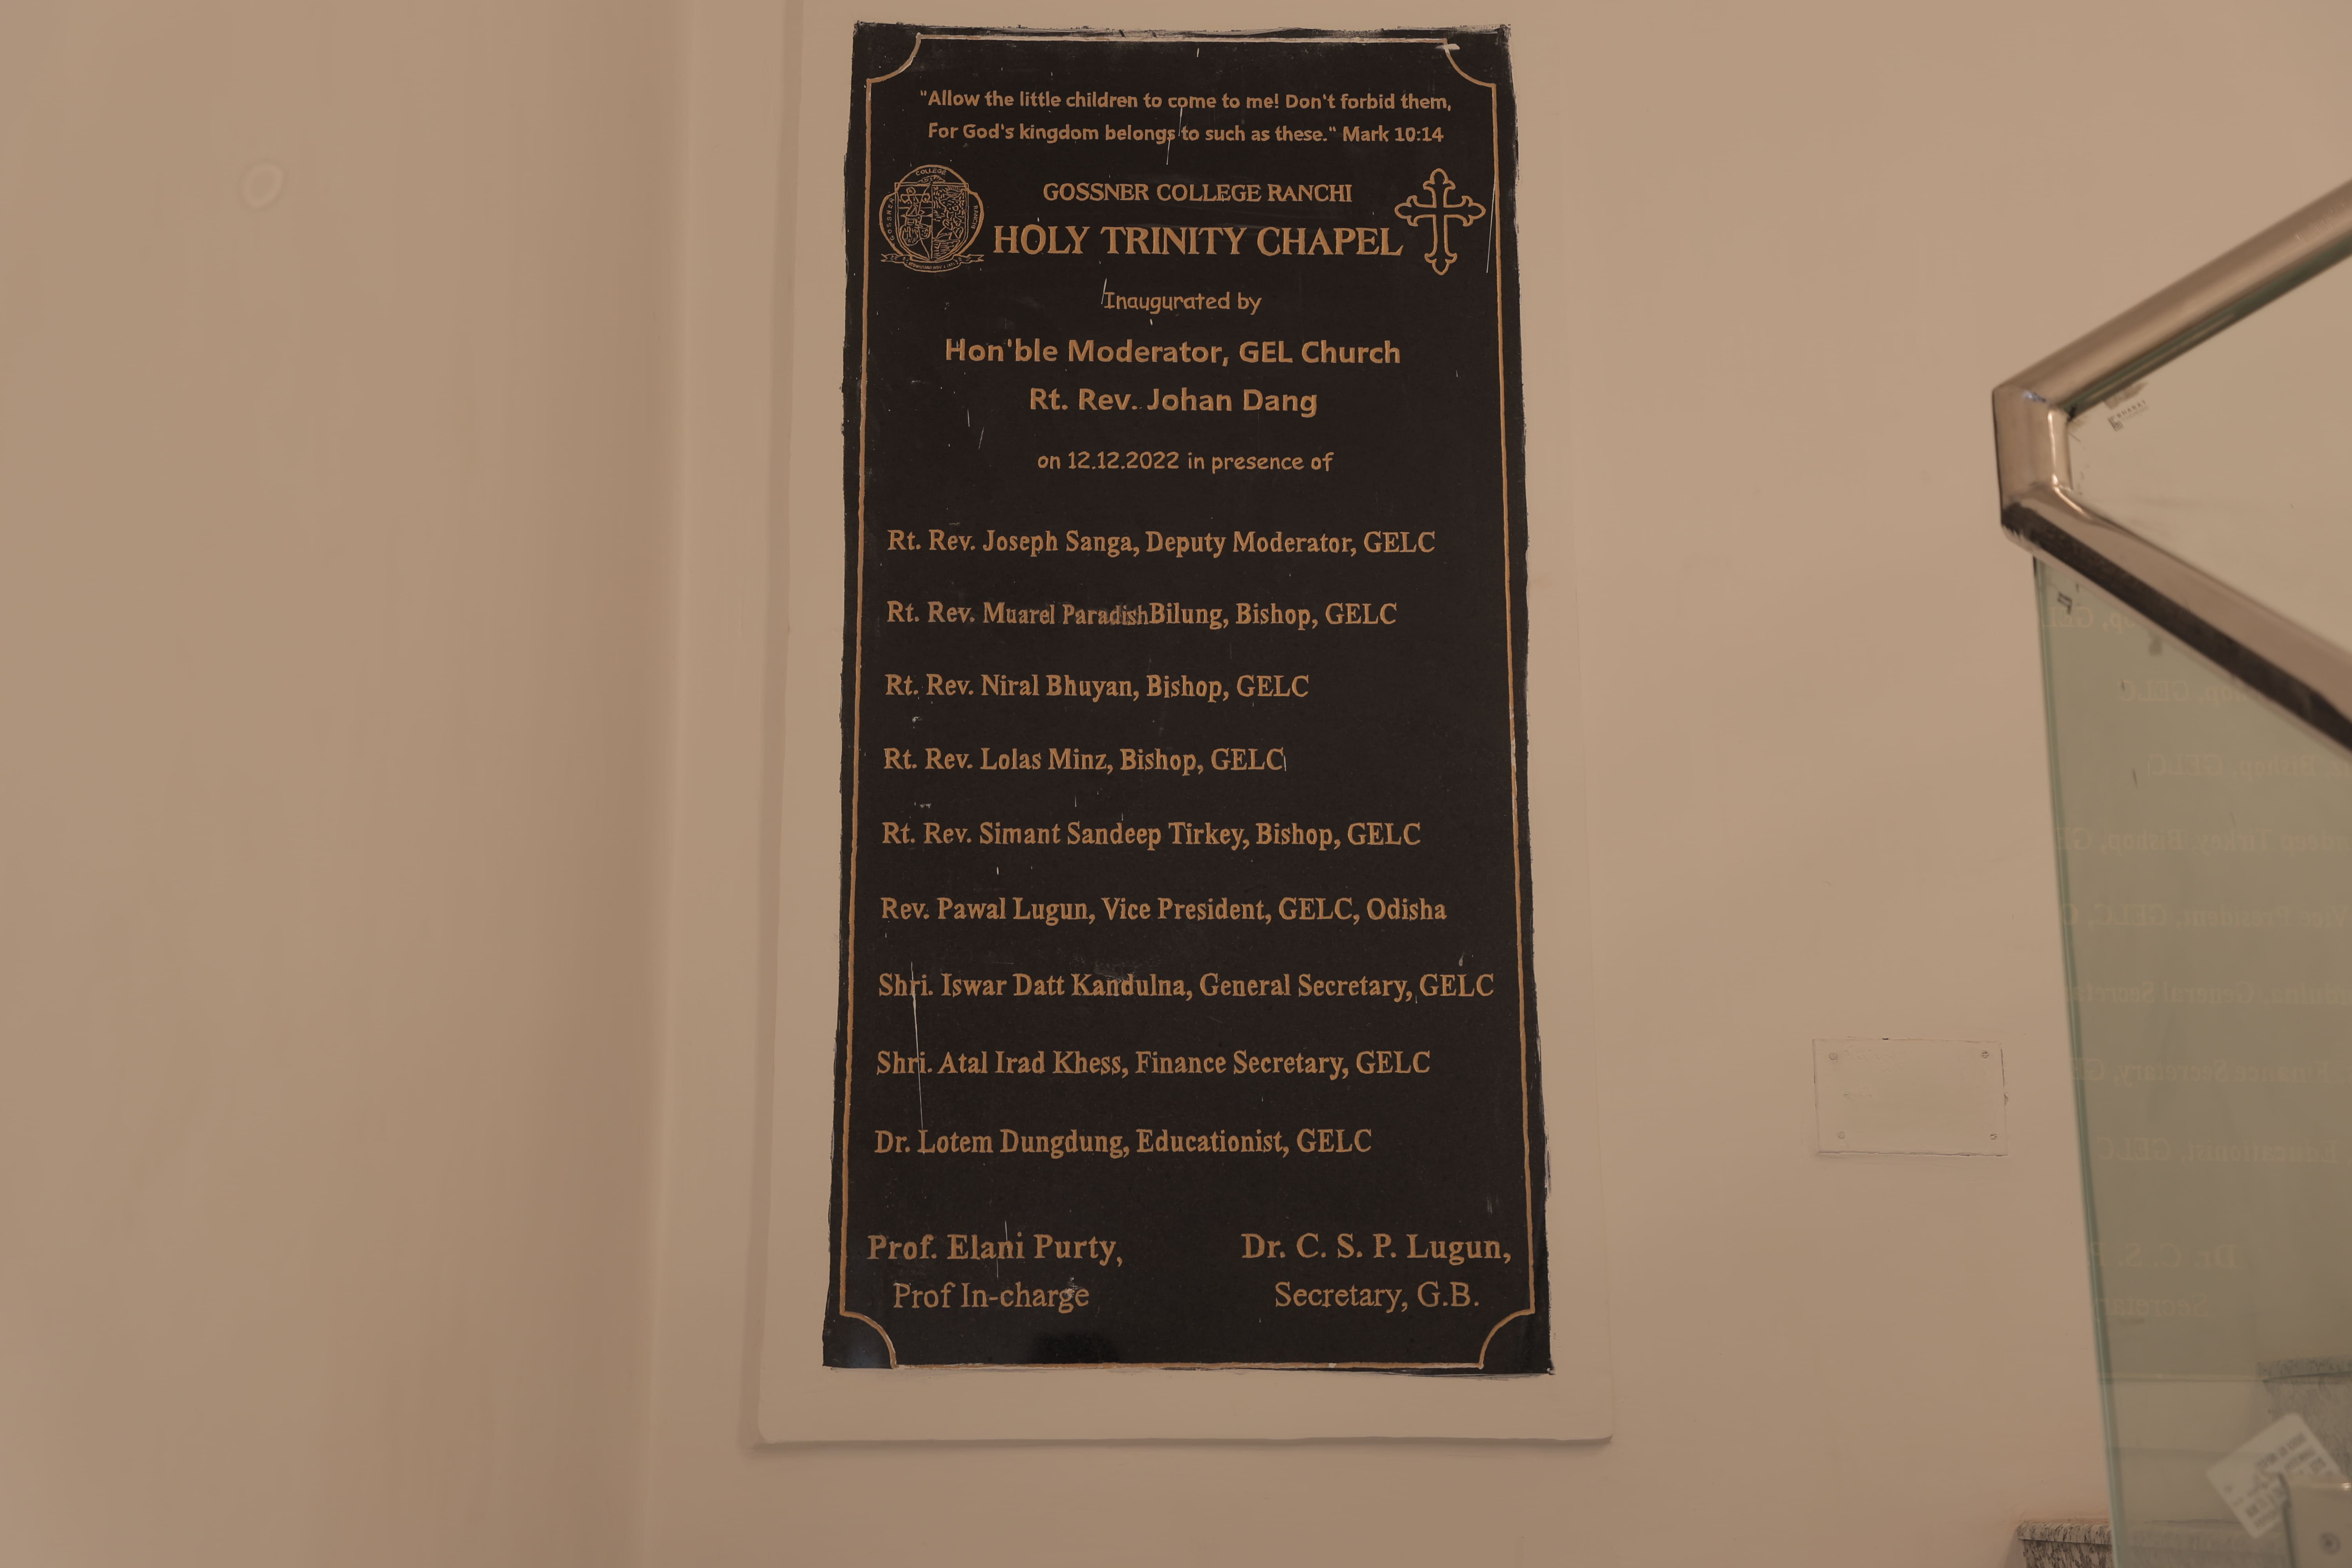 "Allow the little children to come to me! Don't forbid them,
For God's kingdom belongs to such as these." Mark 10:14
GOSSNER COLLEGE RANCHI
HOLY TRINITY CHAPEL
COLLEGE
GOSSNER
RANCHI
Inaugurated by
Hon'ble Moderator, GEL Church
Rt. Rev. Johan Dang
on 12.12.2022 in presence of
Rt. Rev. Joseph Sanga, Deputy Moderator, GELC
Rt. Rev. Muarel Paradish Bilung, Bishop, GELC
Rt. Rev. Niral Bhuyan, Bishop, GELC
Rt. Rev. Lolas Minz, Bishop, GELC
Rt. Rev. Simant Sandeep Tirkey, Bishop, GELC
Rev. Pawal Lugun, Vice President, GELC, Odisha
Shri. Iswar Datt Kandulna, General Secretary, GELC
Shri. Atal Irad Khess, Finance Secretary, GELC
Dr. Lotem Dungdung, Educationist, GELC
Prof. Elani Purty,
Prof In-charge
Dr. C. S. P. Lugun,
Secretary, G.B.